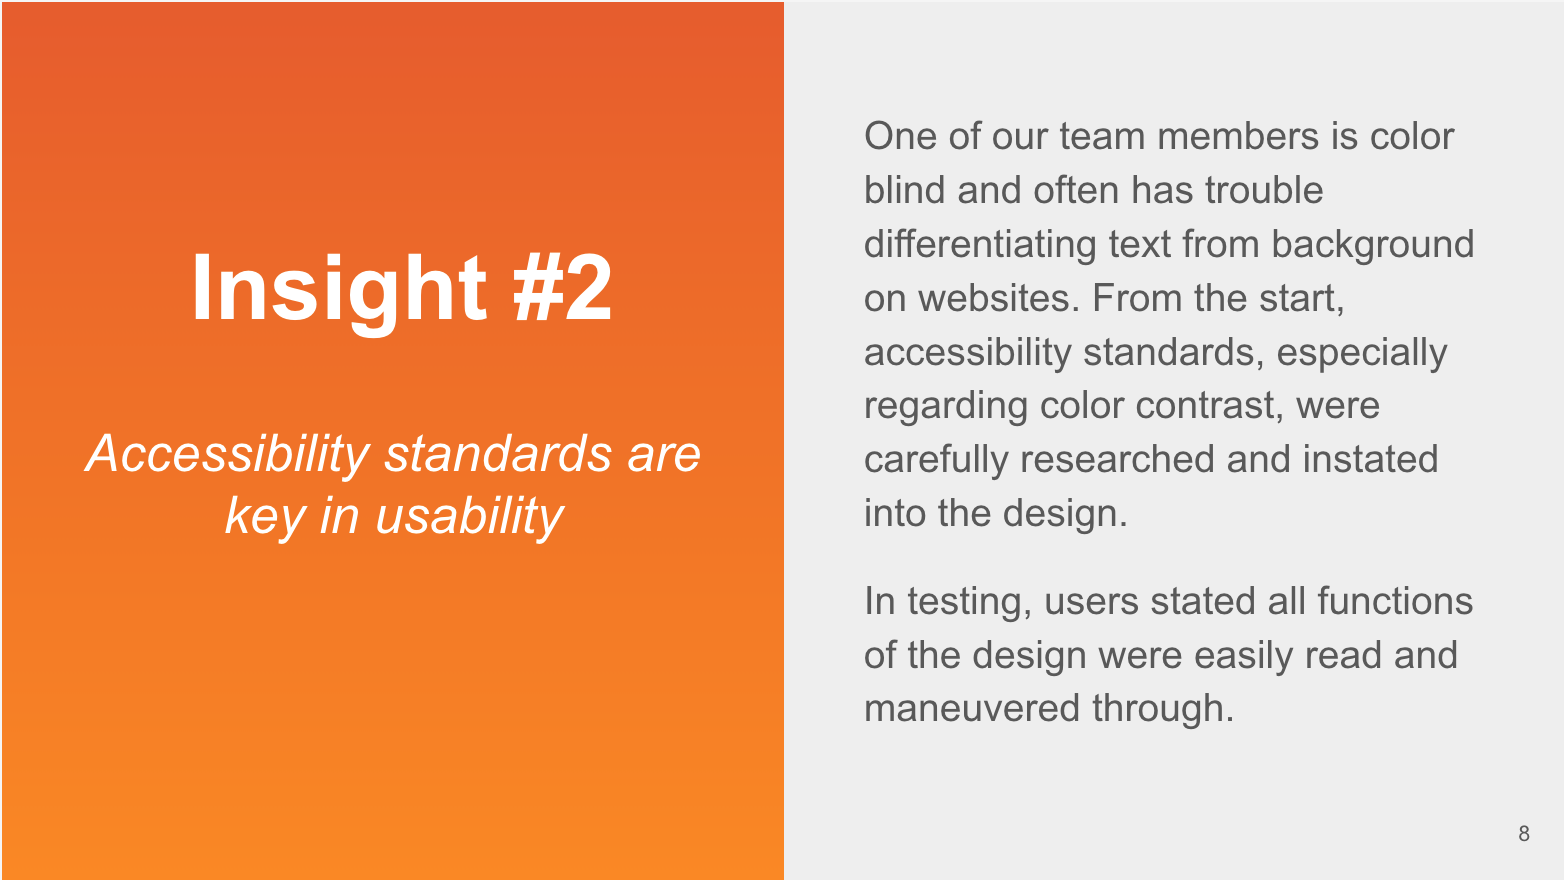 Insight #2
Accessibility standards are
key in usability
One of our team members is color
blind and often has trouble
differentiating text from background
on websites. From the start,
accessibility standards, especially
regarding color contrast, were
carefully researched and instated
into the design.
In testing, users stated all functions
of the design were easily read and
maneuvered through.
8